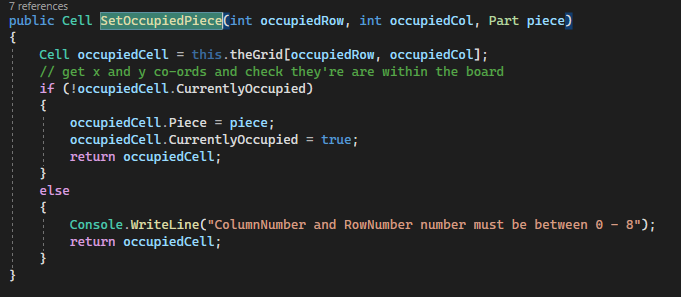 7 references
public Cell SetOccupiedPiece(int occupiedRow, int occupiedCol, Part piece)
{
Cell occupiedCell = this.theGrid[occupiedRow, occupiedCol];
// get x and y co-ords and check they're are within the board
if (!occupiedCell.CurrentlyOccupied)
{
occupiedCell.Piece = piece;
occupiedCell.CurrentlyOccupied = true;
return occupiedCell;
}
else
{
Console.WriteLine("ColumnNumber and RowNumber number must be between 0 - 8");
return occupiedCell;
}
}